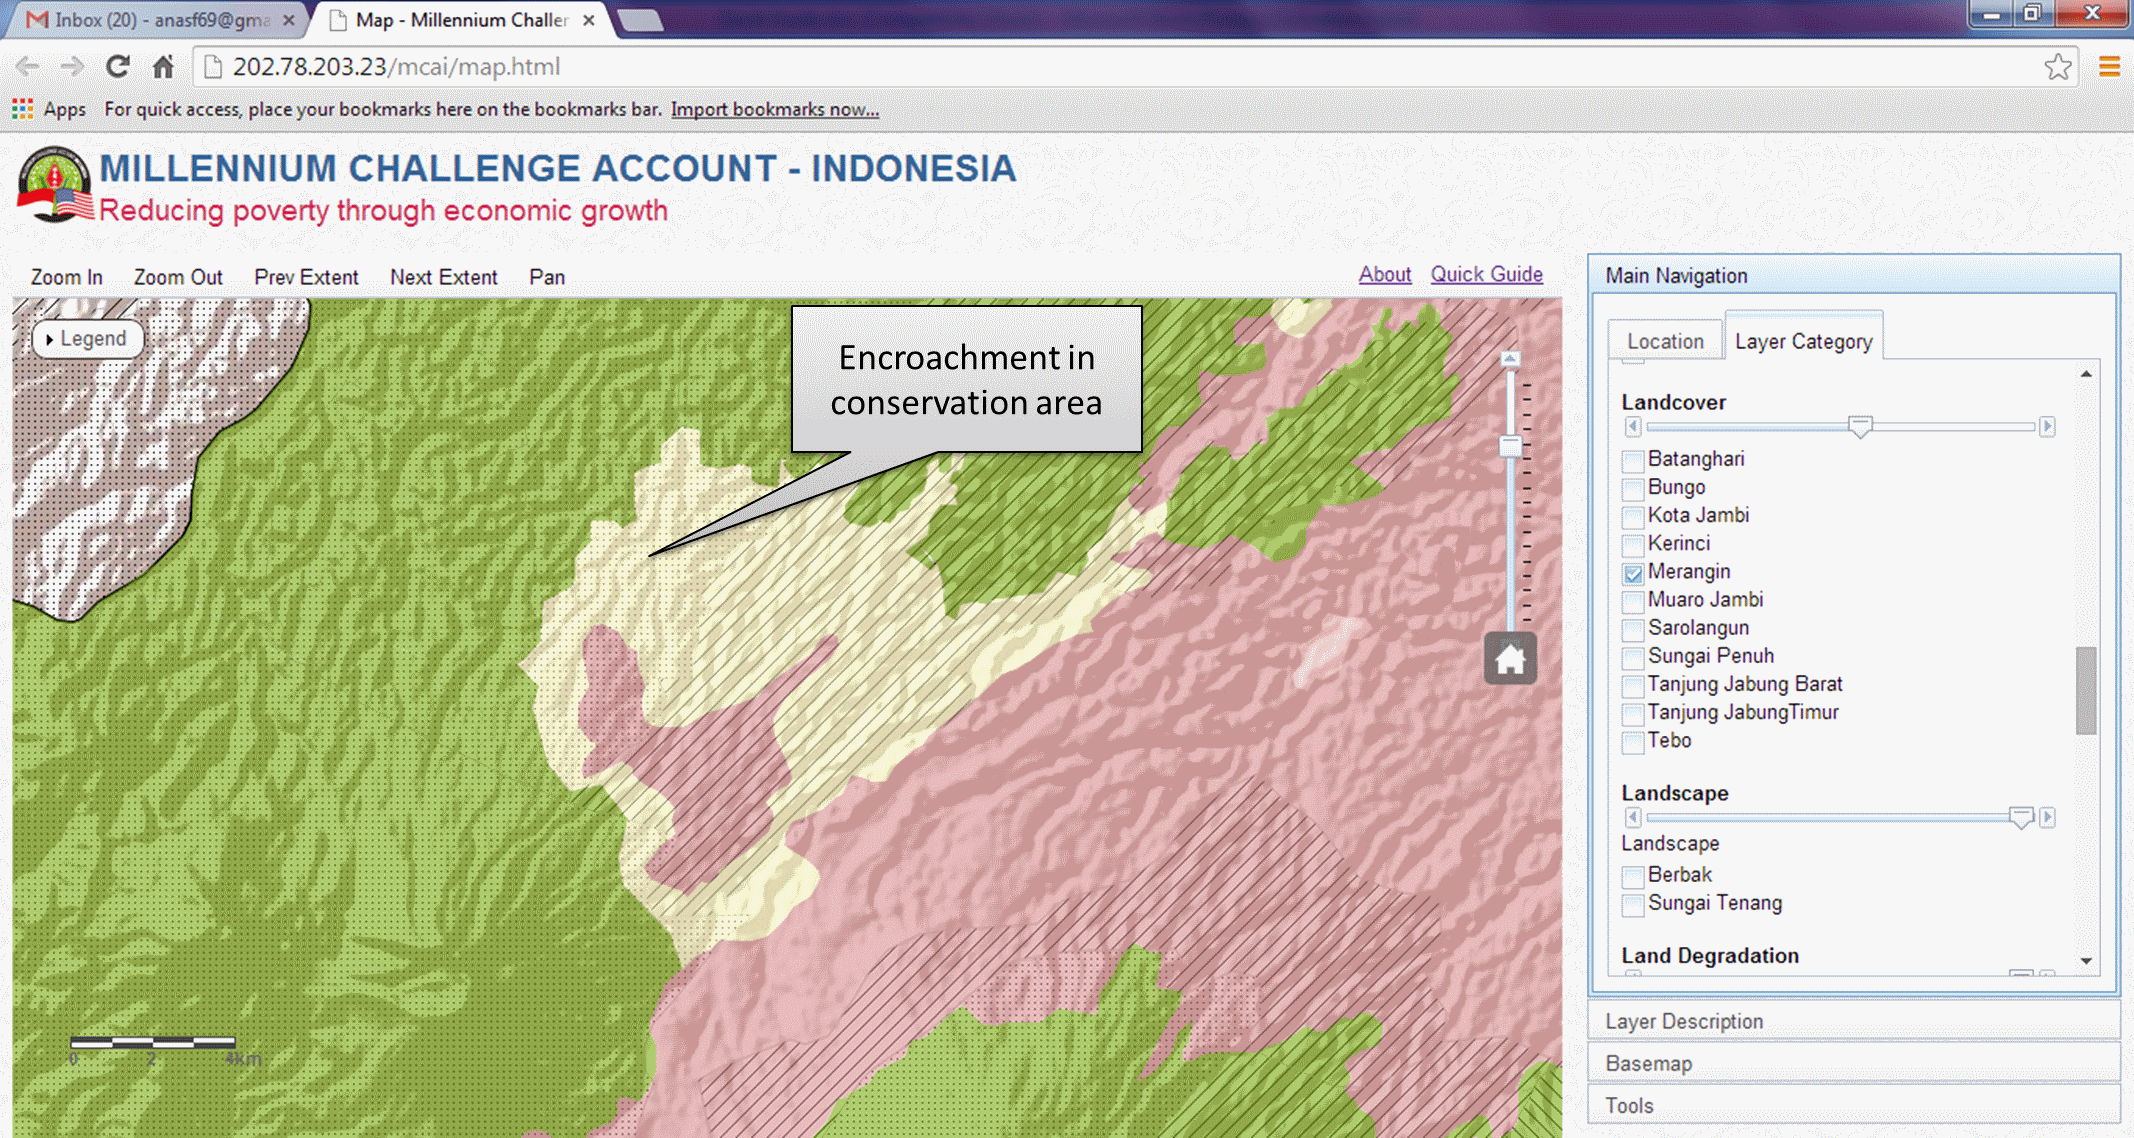 Inbox (20) - anasf69@gma
Map - Millennium Challer
202.78.203.23/mcai/map.html
Apps For quick access, place your bookmarks here on the bookmarks bar. Import bookmarks now...
MILLENNIUM CHALLENGE ACCOUNT - INDONESIA
Reducing poverty through economic growth
Zoom In Zoom Out Prev Extent Next Extent Pan
About Quick Guide
Legend
Encroachment in
conservation area
0 2 4km
Main Navigation
Location Layer Category
Landcover
Batanghari
Bungo
Kota Jambi
Kerinci
Merangin
Muaro Jambi
Sarolangun
Sungai Penuh
Tanjung Jabung Barat
Tanjung JabungTimur
Tebo
Landscape
Landscape
Berbak
Sungai Tenang
Land Degradation
Layer Description
Basemap
Tools